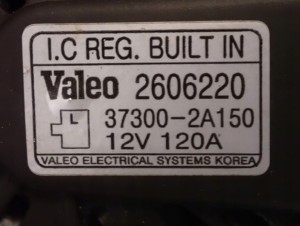 I.C REG. BUILT IN
Valeo 2606220
L 37300-2A150
12V 120A
VALEO ELECTRICAL SYSTEMS KOREA